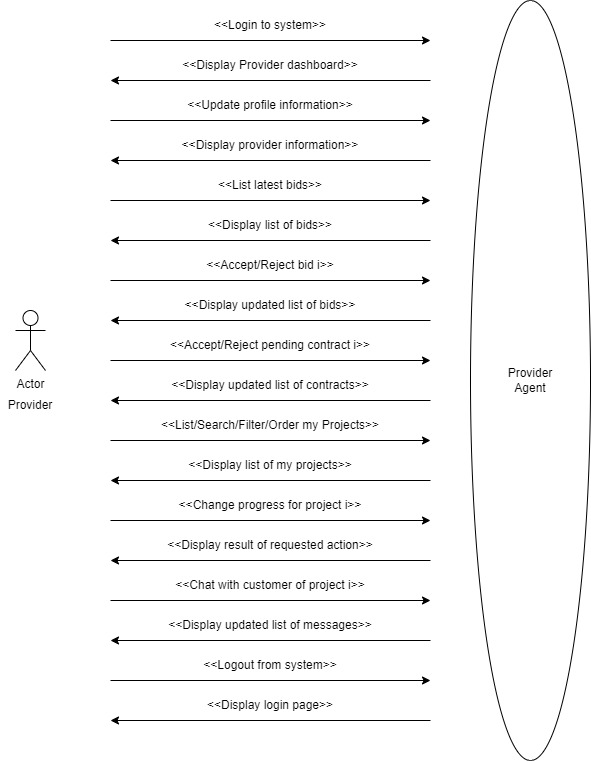 <<Login to system>>
<<Display Provider dashboard>>
<<Update profile information>>
<<Display provider information>>
<<List latest bids>>
<<Display list of bids>>
<<Accept/Reject bid i>>
<<Display updated list of bids>>
<<Accept/Reject pending contract i>>
<<Display updated list of contracts>>
<<List/Search/Filter/Order my Projects>>
<<Display list of my projects>>
<<Change progress for project i>>
<<Display result of requested action>>
<<Chat with customer of project i>>
<<Display updated list of messages>>
<<Logout from system>>
<<Display login page>>
Actor
Provider
Provider
Agent